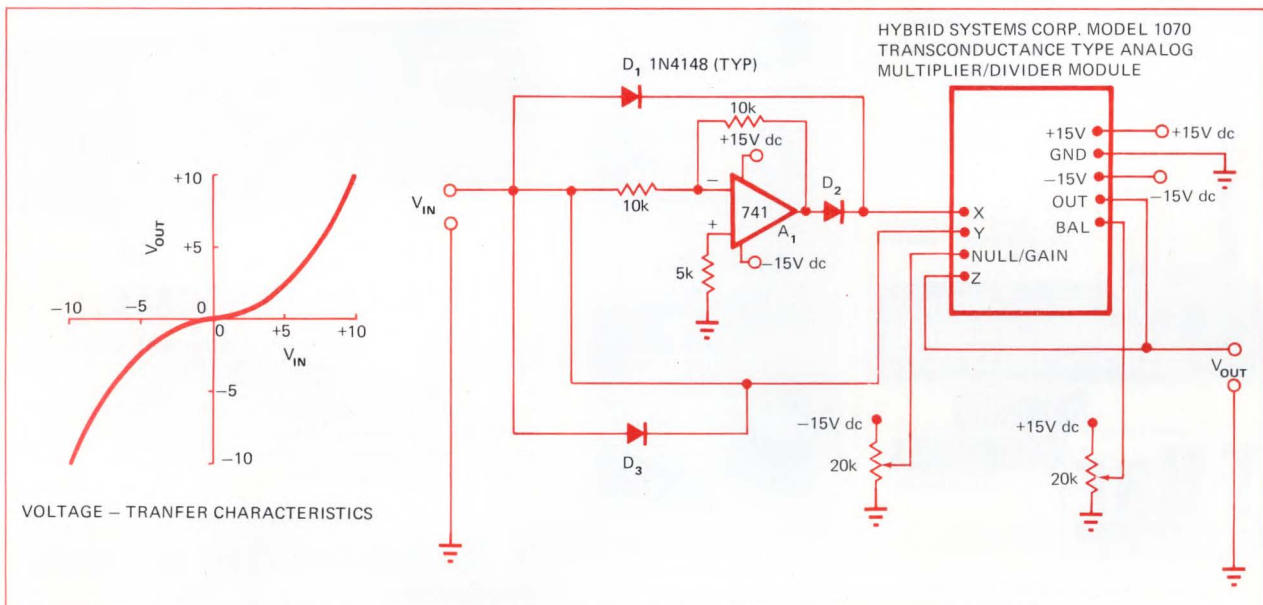 HYBRID SYSTEMS CORP. MODEL 1070
TRANSCONDUCTANCE TYPE ANALOG
MULTIPLIER/DIVIDER MODULE
D1 1N4148 (TYP)
10k
+15V dc
+15V
+15V dc
GND
−15V
−15V dc
OUT
BAL
D2
−
741
A1
+
−15V dc
10k
5k
VIN
X
Y
NULL/GAIN
Z
+10
VOUT
+5
−10
−5
0
0
+5
+10
VIN
−5
−10
VOUT
D3
−15V dc
20k
+15V dc
20k
VOLTAGE – TRANFER CHARACTERISTICS